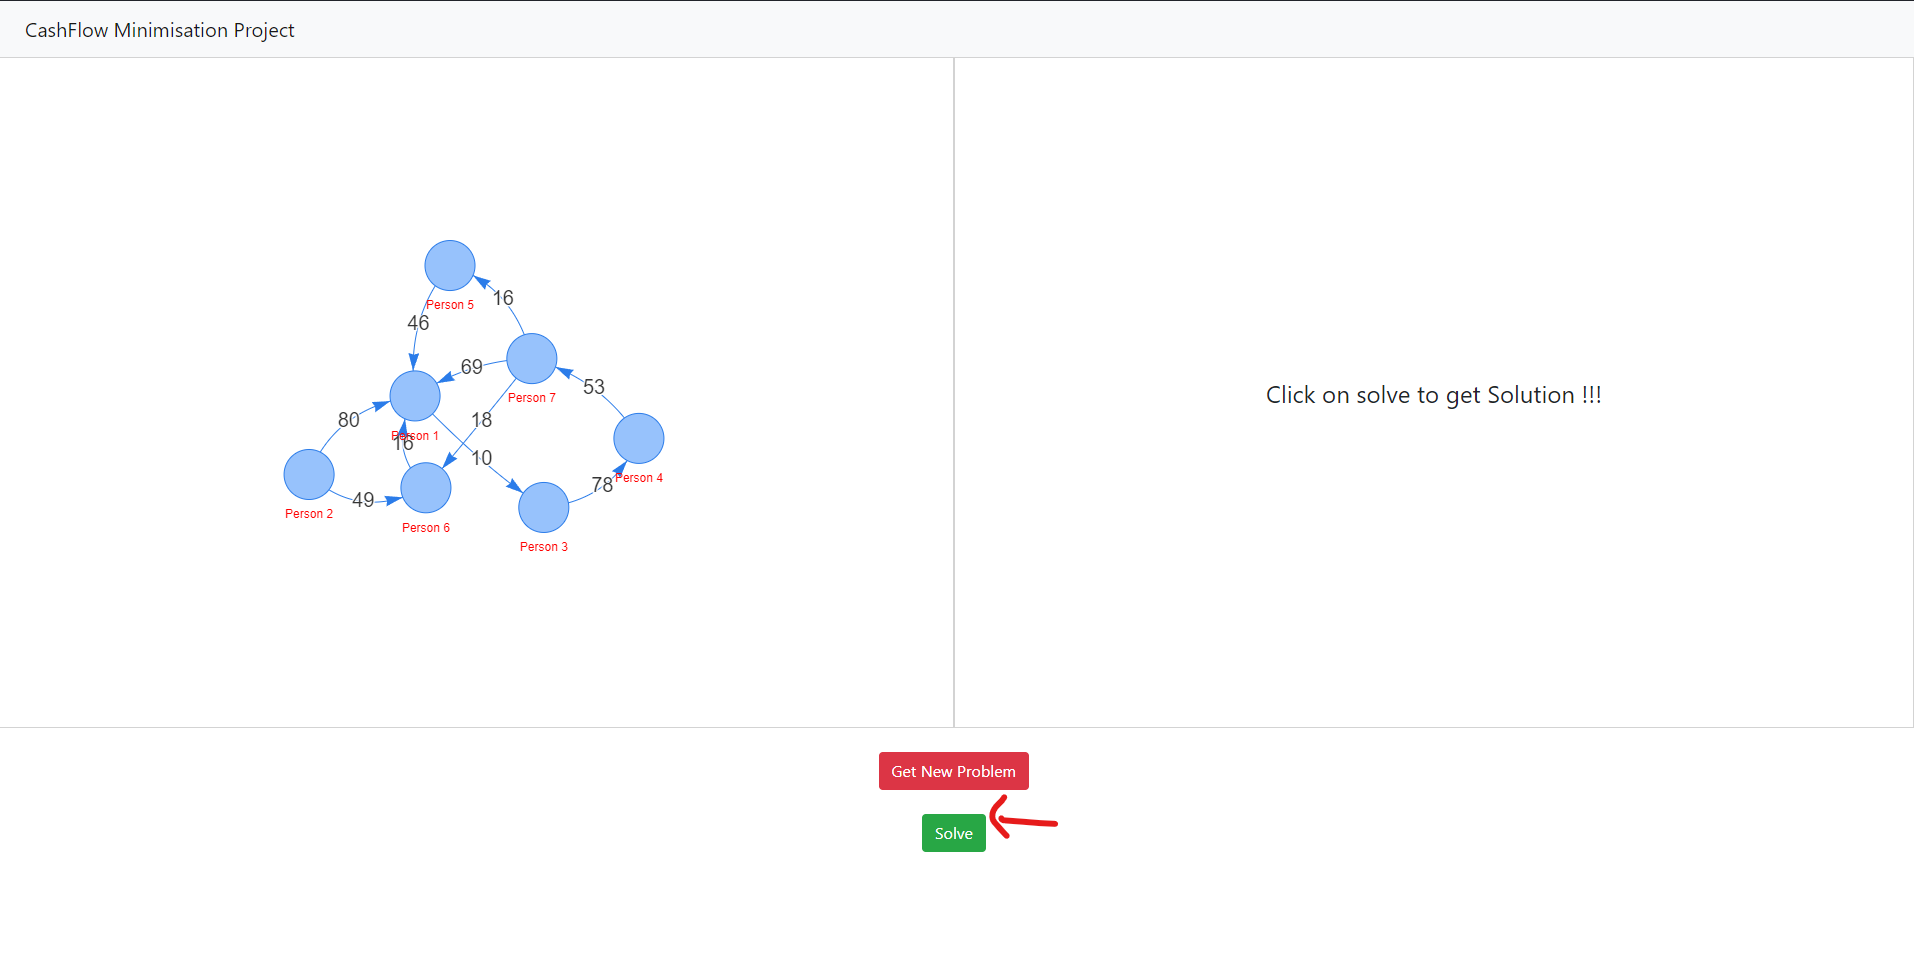 CashFlow Minimisation Project
Person 5
16
46
69
Person 7
53
80
18
Person 1
16
10
Person 4
78
49
Person 2
Person 6
Person 3
Click on solve to get Solution !!!
Get New Problem
Solve